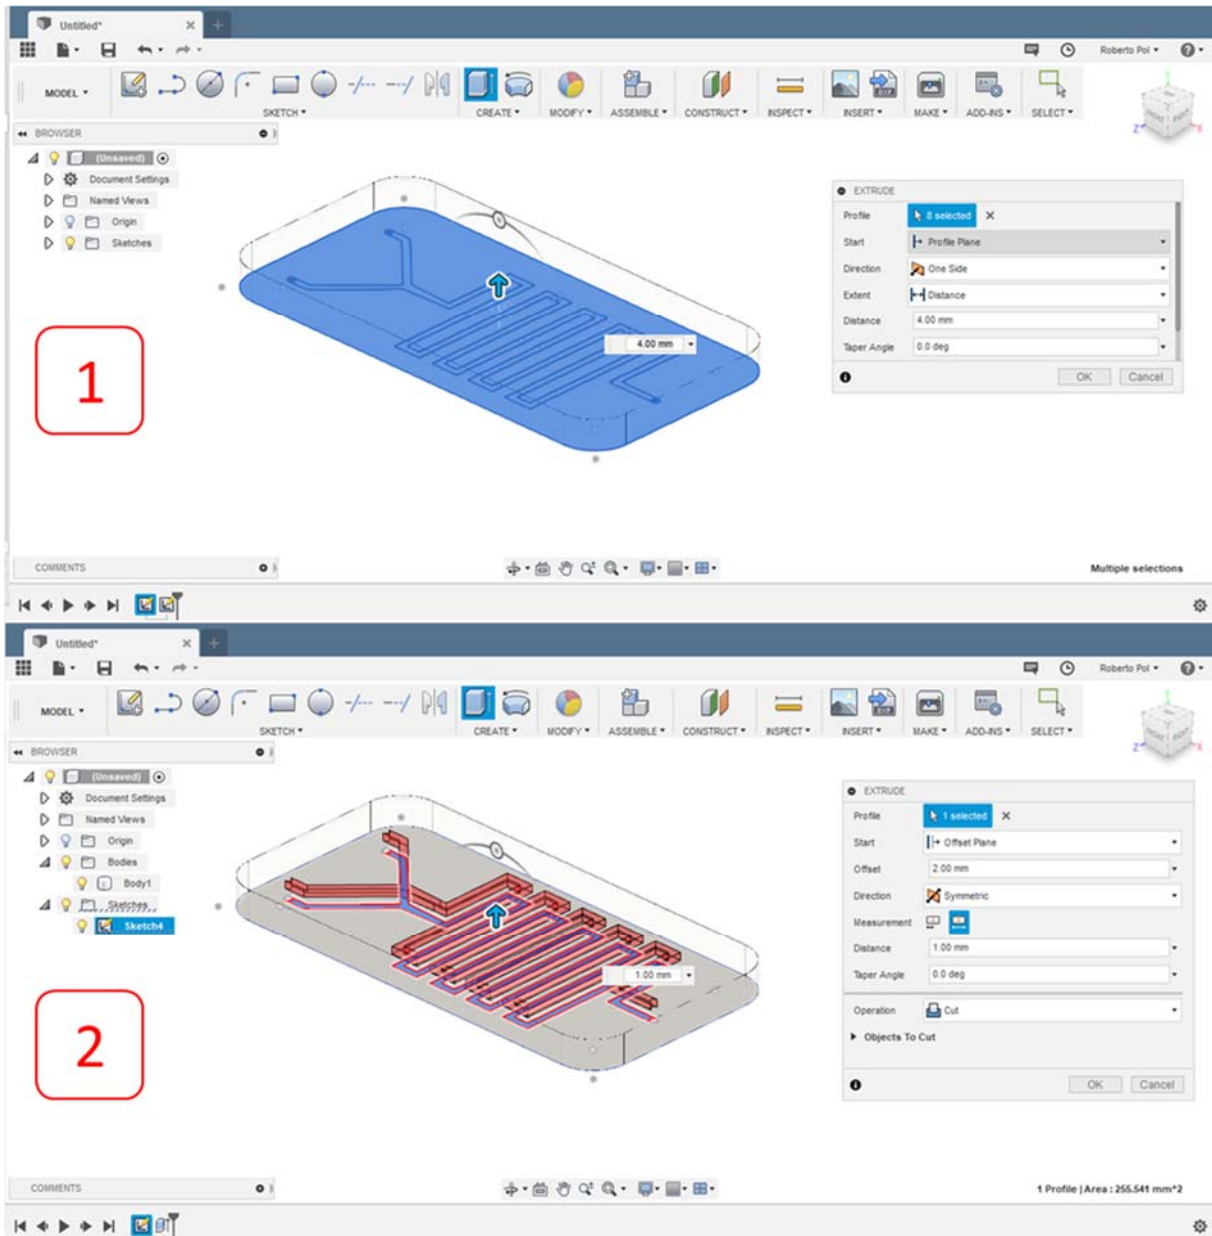 Untitled*
Roberto Pol
MODEL
SKETCH
CREATE
MODIFY
ASSEMBLE
CONSTRUCT
INSPECT
INSERT
MAKE
ADD-INS
SELECT
BROWSER
(Unsaved)
Document Settings
Named Views
Origin
Sketches
EXTRUDE
Profile 8 selected
Start Profile Plane
Direction One Side
Extent Distance
Distance 4.00 mm
Taper Angle 0.0 deg
OK Cancel
4.00 mm
1
COMMENTS
Multiple selections
Untitled*
Roberto Pol
MODEL
SKETCH
CREATE
MODIFY
ASSEMBLE
CONSTRUCT
INSPECT
INSERT
MAKE
ADD-INS
SELECT
BROWSER
(Unsaved)
Document Settings
Named Views
Origin
Bodies
Body1
Sketches
Sketch4
EXTRUDE
Profile 1 selected
Start Offset Plane
Offset 2.00 mm
Direction Symmetric
Measurement
Distance 1.00 mm
Taper Angle 0.0 deg
Operation Cut
Objects To Cut
OK Cancel
1.00 mm
2
COMMENTS
1 Profile | Area : 255.541 mm^2